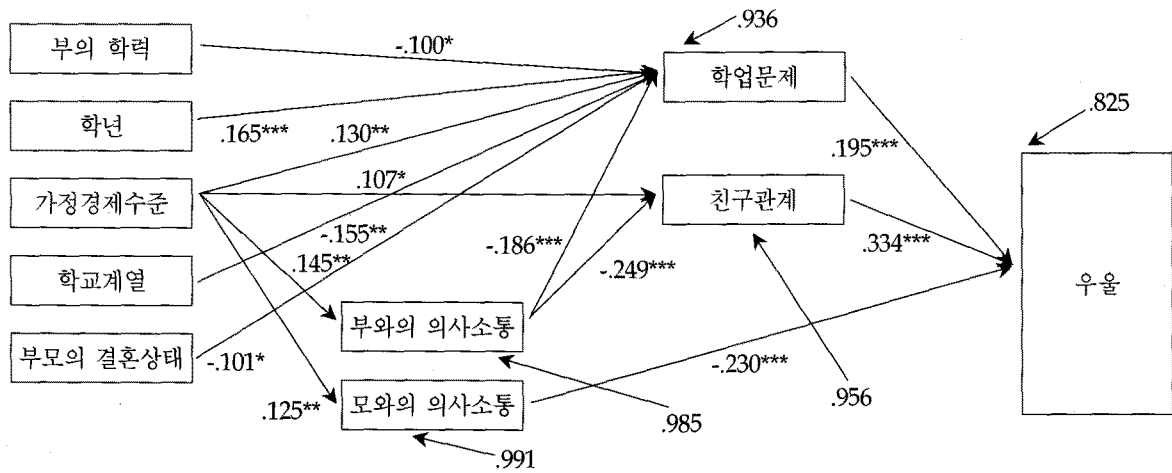 .936
부의 학력
-.100*
학업문제
학년
.165***
.130**
.825
.195***
가정경제수준
.107*
친구관계
-.155**
-.186***
.334***
학교계열
.145**
-.249***
우울
부와의 의사소통
부모의 결혼상태
-.101*
-.230***
모와의 의사소통
.125**
.985
.956
.991